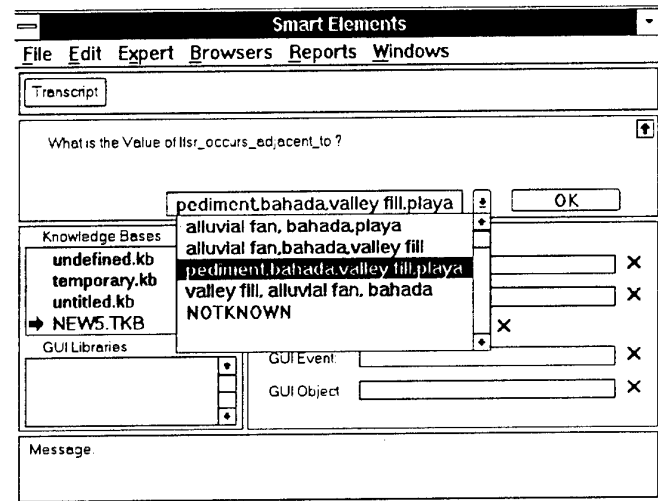 Smart Elements
File Edit Expert Browsers Reports Windows
Transcript
What is the Value of ltsr_occurs_adjacent_to ?
pediment,bahada,valley fill,playa
OK
alluvial fan, bahada,playa
alluvial fan,bahada,valley fill
pediment,bahada,valley fill,playa
valley fill, alluvial fan, bahada
NOTKNOWN
Knowledge Bases
undefined.kb
temporary.kb
untitled.kb
NEW5.TKB
GUI Libraries
GUI Event:
GUI Object
Message.